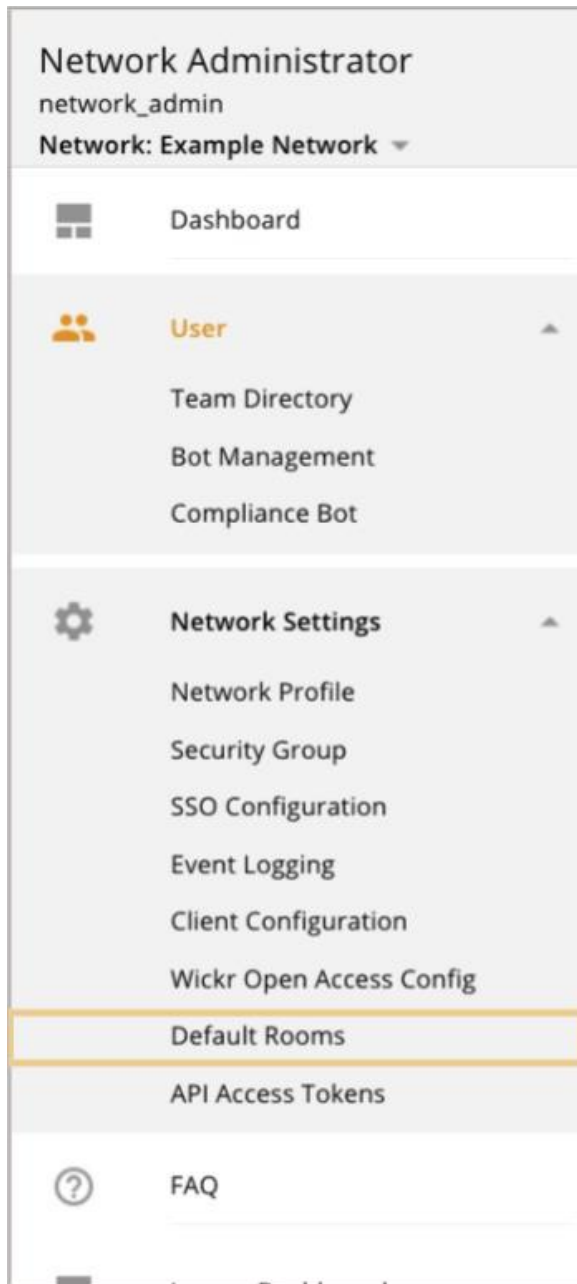 Network Administrator
network_admin
Network: Example Network
Dashboard
User
Team Directory
Bot Management
Compliance Bot
Network Settings
Network Profile
Security Group
SSO Configuration
Event Logging
Client Configuration
Wickr Open Access Config
Default Rooms
API Access Tokens
FAQ